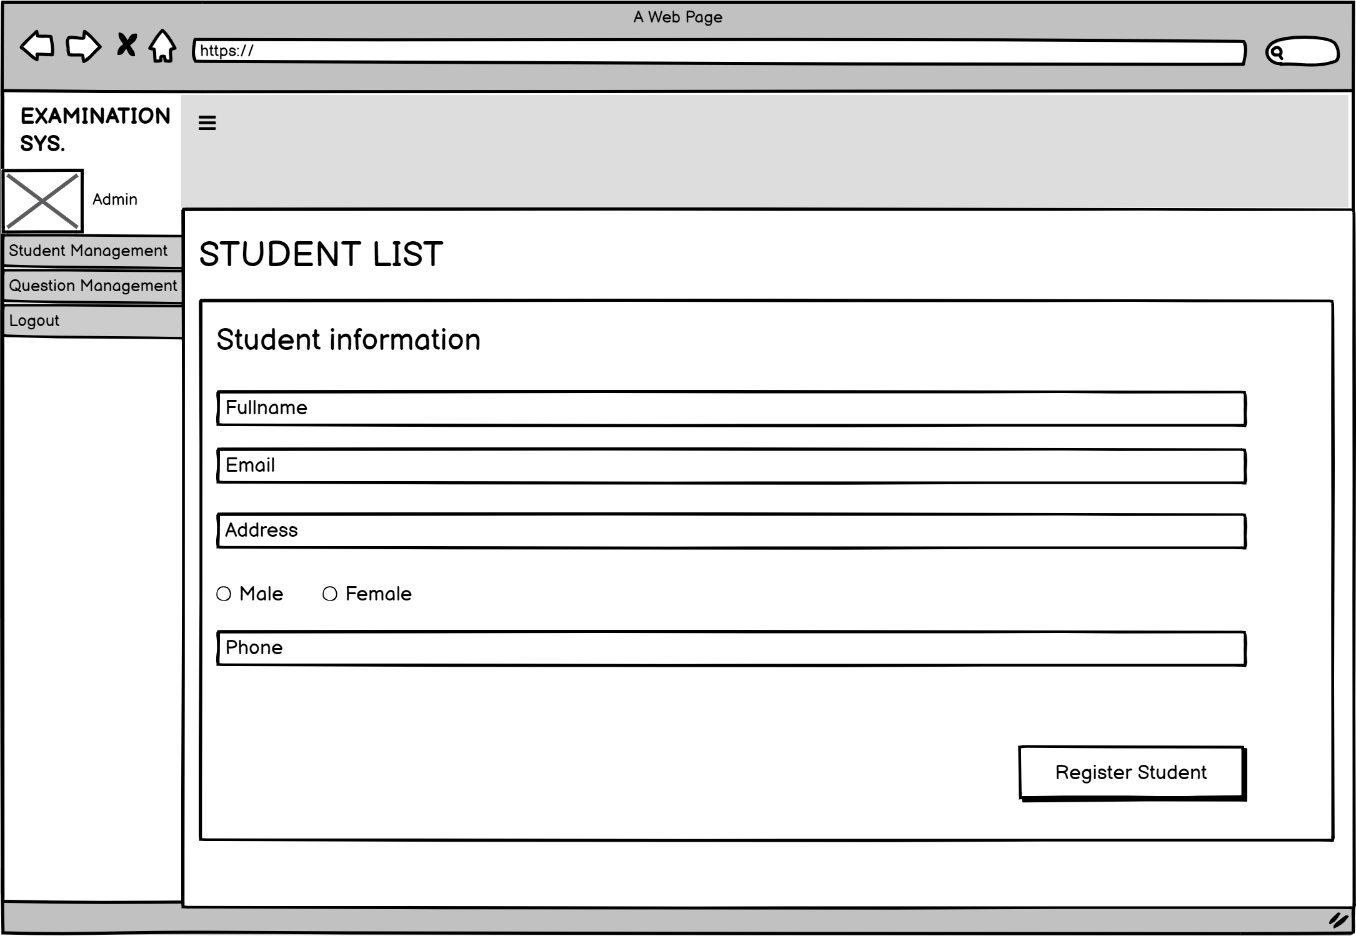 A Web Page
https://
EXAMINATION
SYS.
Admin
Student Management
Question Management
Logout
STUDENT LIST
Student information
Fullname
Email
Address
Male Female
Phone
Register Student